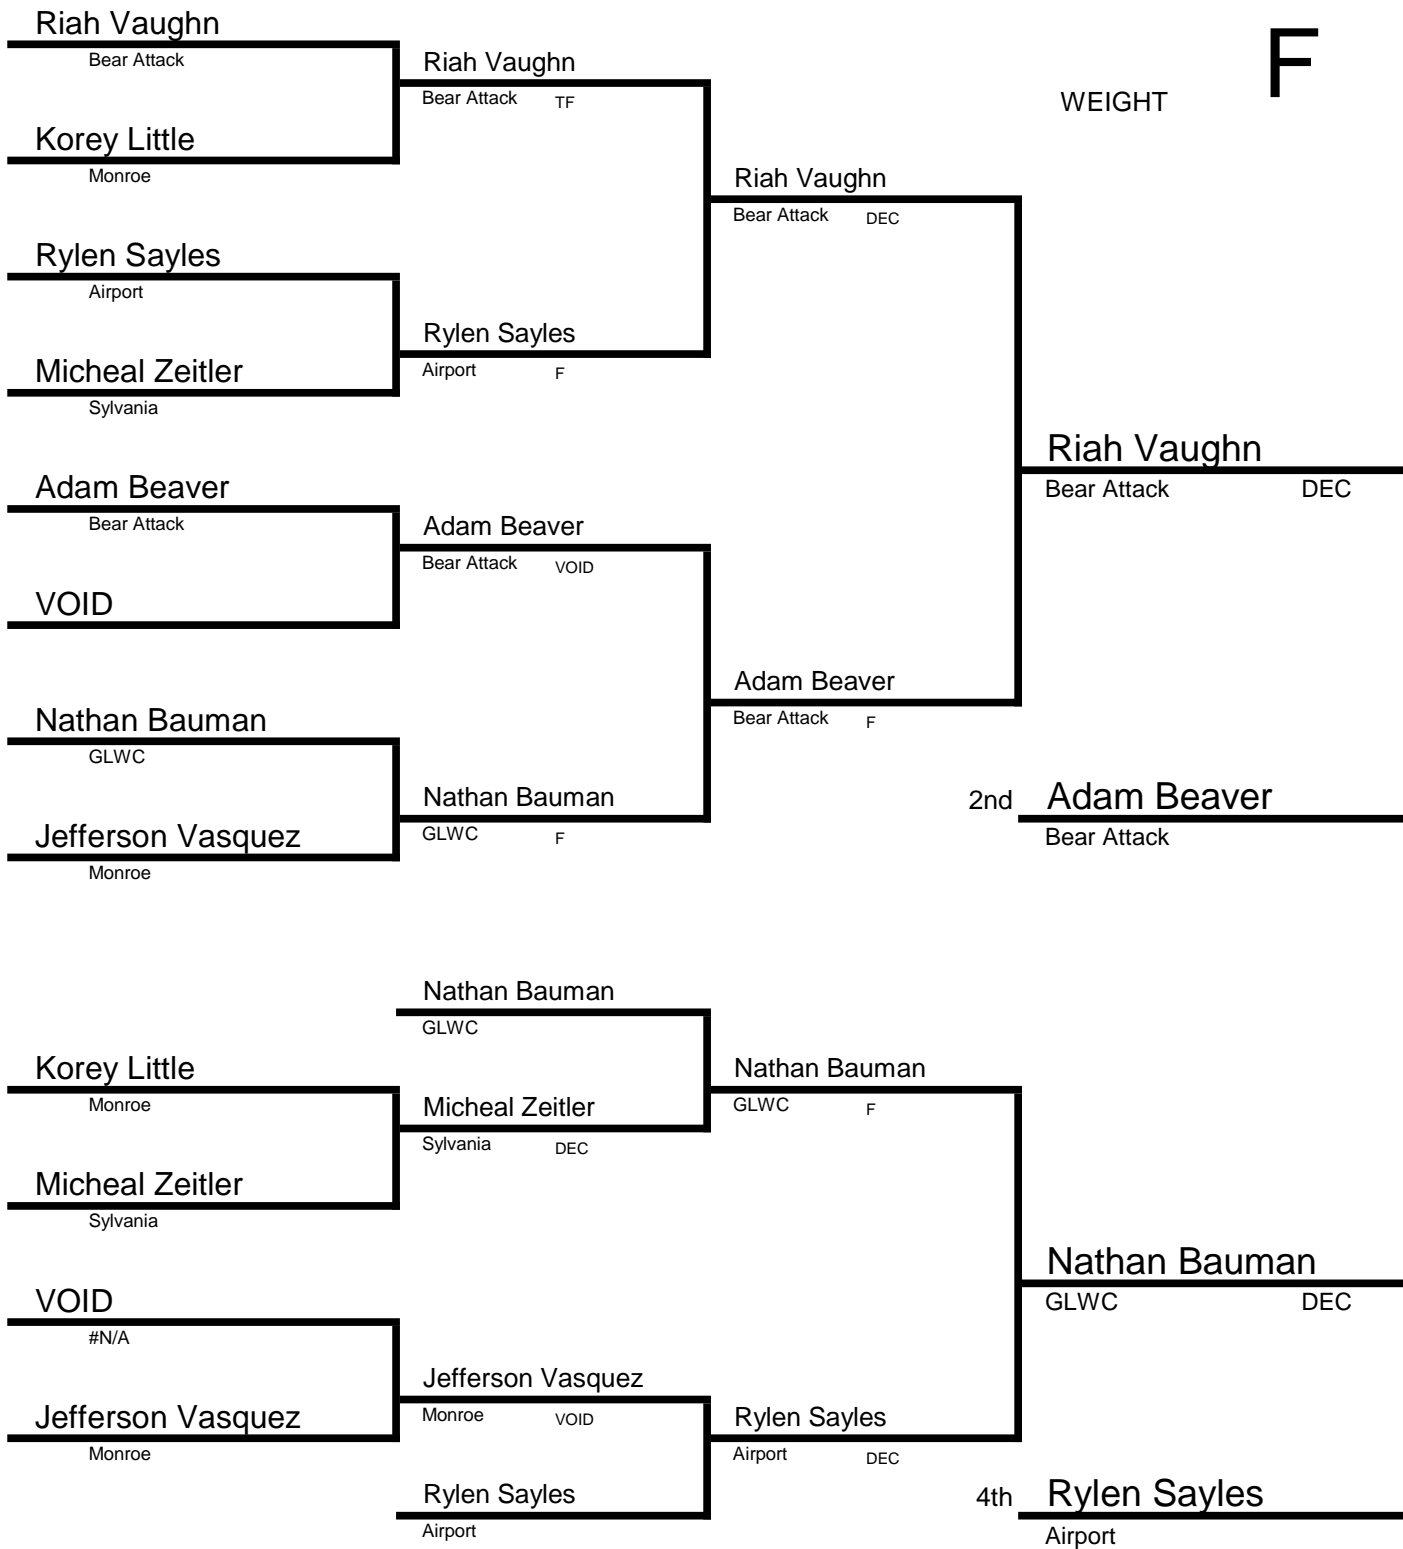 Riah Vaughn
Bear Attack
Riah Vaughn
Bear Attack TF
WEIGHT F
Korey Little
Monroe
Riah Vaughn
Bear Attack DEC
Rylen Sayles
Airport
Rylen Sayles
Airport F
Micheal Zeitler
Sylvania
Riah Vaughn
Bear Attack DEC
Adam Beaver
Bear Attack
Adam Beaver
Bear Attack VOID
VOID
Adam Beaver
Bear Attack F
Nathan Bauman
GLWC
Nathan Bauman
GLWC F
2nd Adam Beaver
Bear Attack
Jefferson Vasquez
Monroe
Nathan Bauman
GLWC
Korey Little
Monroe
Nathan Bauman
GLWC F
Micheal Zeitler
Sylvania DEC
Micheal Zeitler
Sylvania
Nathan Bauman
GLWC DEC
VOID
#N/A
Jefferson Vasquez
Monroe VOID
Jefferson Vasquez
Monroe
Rylen Sayles
Airport DEC
Rylen Sayles
Airport
4th Rylen Sayles
Airport